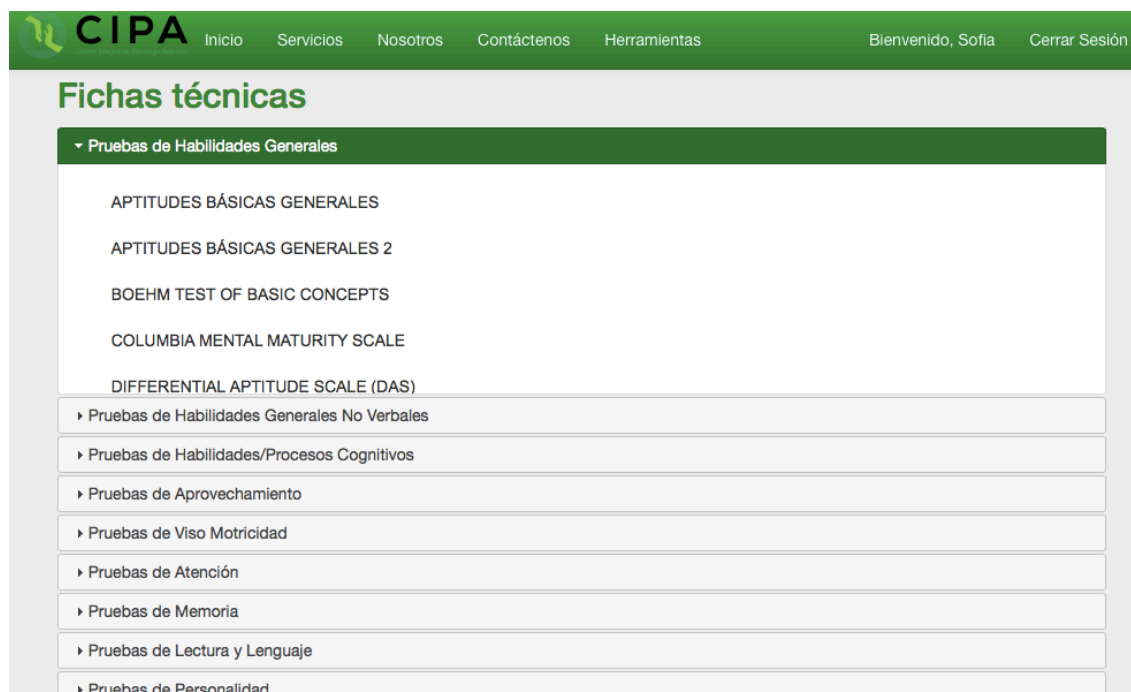 CIPA Inicio Servicios Nosotros Contáctenos Herramientas Bienvenido, Sofia Cerrar Sesión
Fichas técnicas
Pruebas de Habilidades Generales
APTITUDES BÁSICAS GENERALES
APTITUDES BÁSICAS GENERALES 2
BOEHM TEST OF BASIC CONCEPTS
COLUMBIA MENTAL MATURITY SCALE
DIFFERENTIAL APTITUDE SCALE (DAS)
Pruebas de Habilidades Generales No Verbales
Pruebas de Habilidades/Procesos Cognitivos
Pruebas de Aprovechamiento
Pruebas de Viso Motricidad
Pruebas de Atención
Pruebas de Memoria
Pruebas de Lectura y Lenguaje
Pruebas de Personalidad